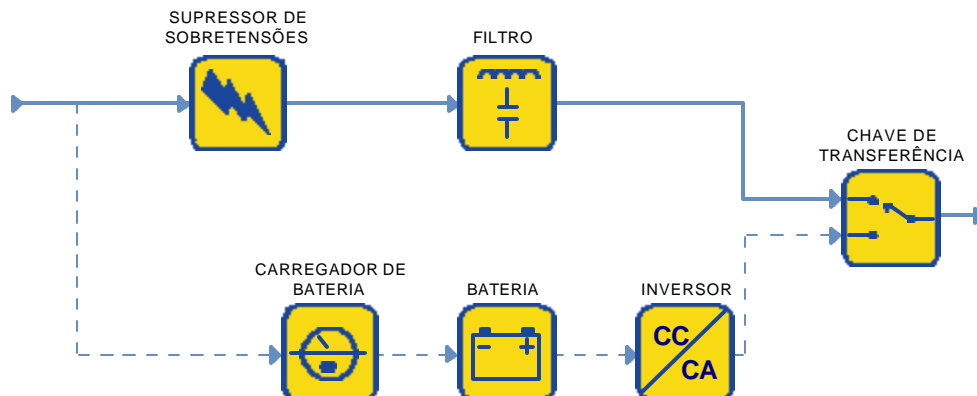 SUPRESSOR DE
SOBRETENSÕES
FILTRO
CHAVE DE
TRANSFERÊNCIA
CARREGADOR DE
BATERIA
BATERIA
INVERSOR
CC
CA